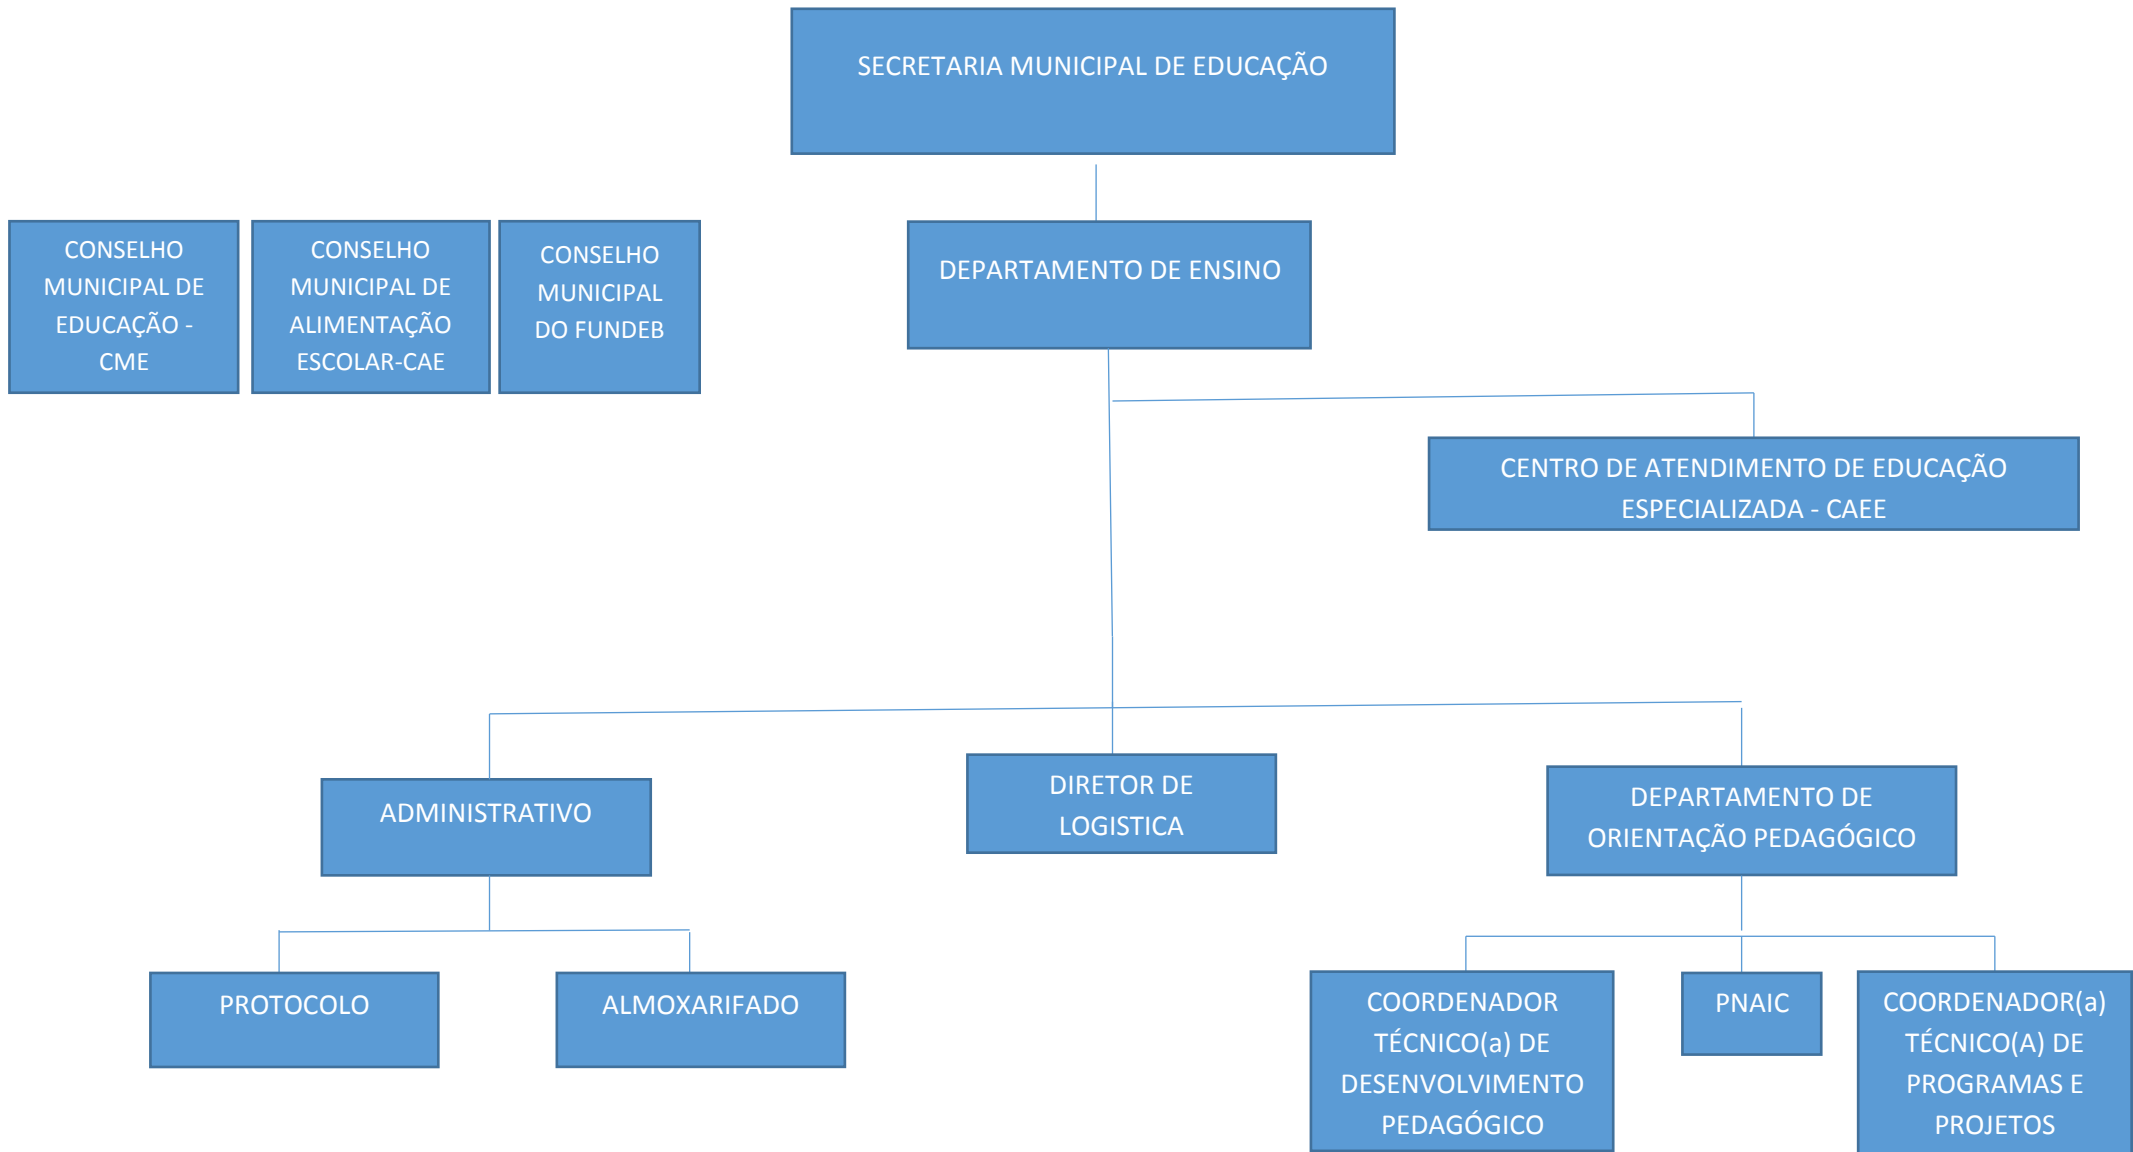 SECRETARIA MUNICIPAL DE EDUCAÇÃO
CONSELHO
MUNICIPAL DE
EDUCAÇÃO -
CME
CONSELHO
MUNICIPAL DE
ALIMENTAÇÃO
ESCOLAR-CAE
CONSELHO
MUNICIPAL
DO FUNDEB
DEPARTAMENTO DE ENSINO
CENTRO DE ATENDIMENTO DE EDUCAÇÃO
ESPECIALIZADA - CAEE
ADMINISTRATIVO
DIRETOR DE
LOGISTICA
DEPARTAMENTO DE
ORIENTAÇÃO PEDAGÓGICO
PROTOCOLO
ALMOXARIFADO
COORDENADOR
TÉCNICO(a) DE
DESENVOLVIMENTO
PEDAGÓGICO
PNAIC
COORDENADOR(a)
TÉCNICO(A) DE
PROGRAMAS E
PROJETOS